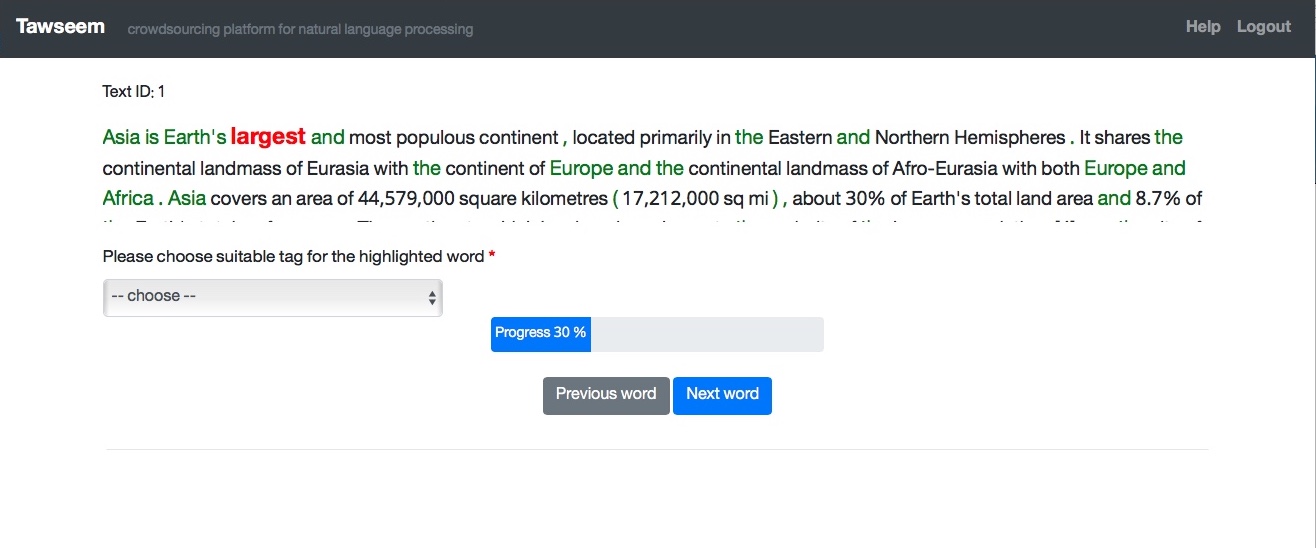 Tawseem crowdsourcing platform for natural language processing Help Logout
Text ID: 1
Asia is Earth's largest and most populous continent , located primarily in the Eastern and Northern Hemispheres . It shares the
continental landmass of Eurasia with the continent of Europe and the continental landmass of Afro-Eurasia with both Europe and
Africa . Asia covers an area of 44,579,000 square kilometres ( 17,212,000 sq mi ) , about 30% of Earth's total land area and 8.7% of
Please choose suitable tag for the highlighted word *
-- choose --
Progress 30 %
Previous word Next word